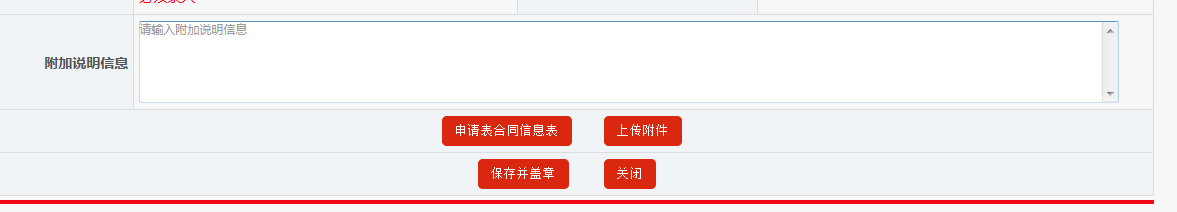 请输入附加说明信息
附加说明信息
申请表合同信息表 上传附件
保存并盖章 关闭